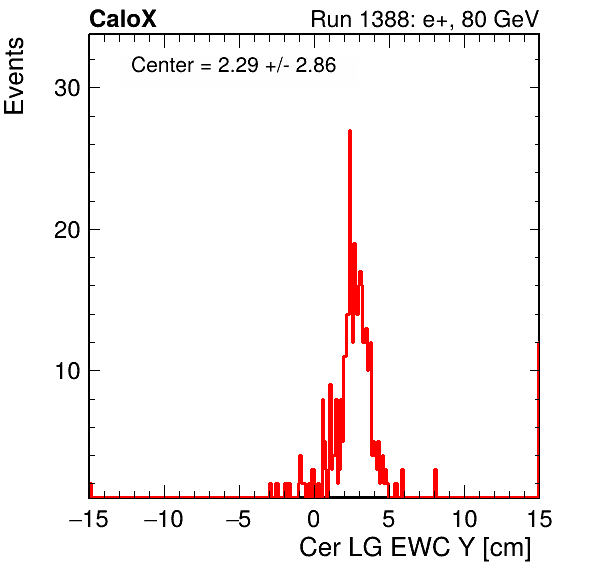 CaloX Run 1388: e+, 80 GeV
Events
Center = 2.29 +/- 2.86
30
20
10
−15 −10 −5 0 5 10 15
Cer LG EWC Y [cm]